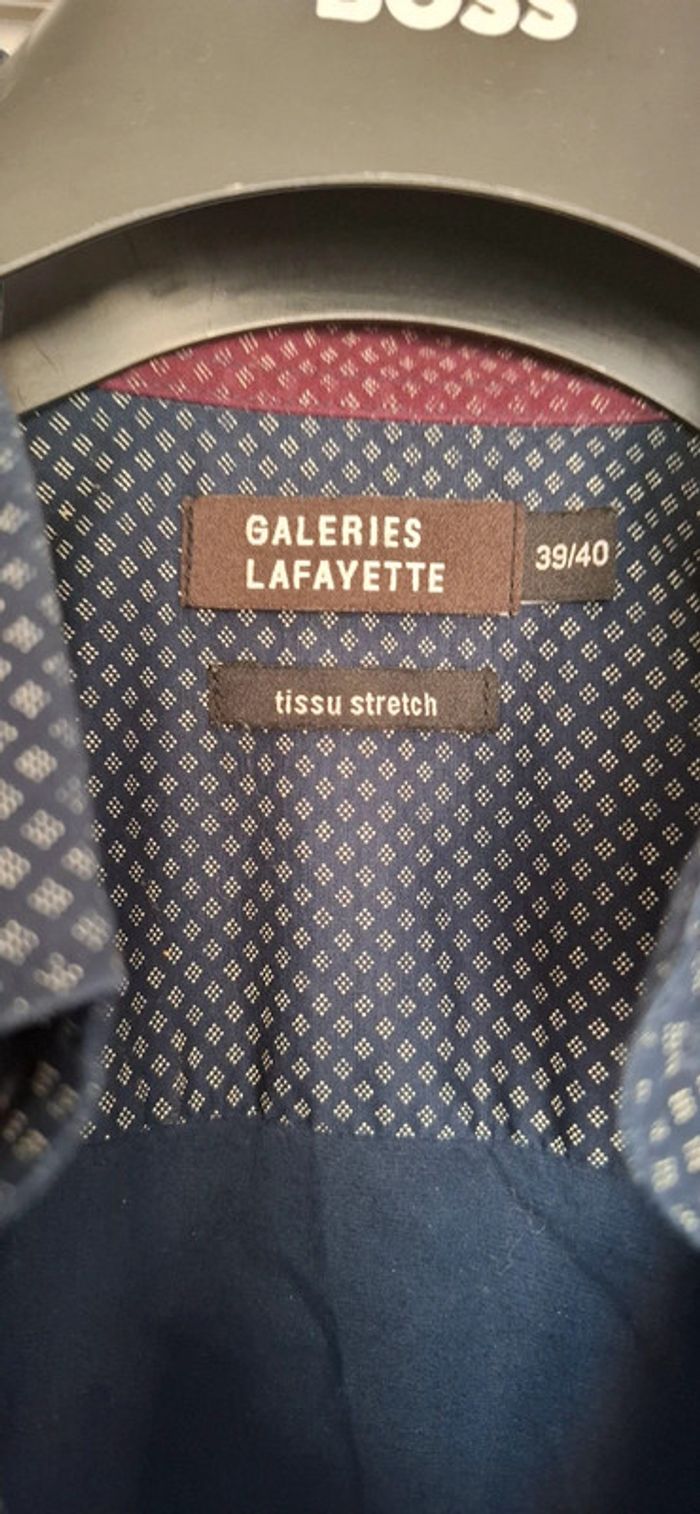 BOSS
GALERIES
LAFAYETTE
39/40
tissu stretch